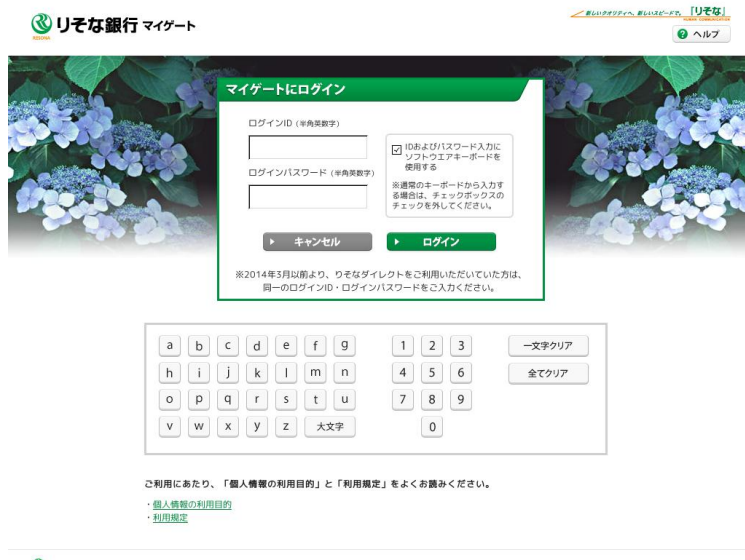 新しいクオリティへ、新しいスピードで。「りそな」
りそな銀行 マイゲート
RESONA
ヘルプ
マイゲートにログイン
ログインID（半角英数字）
IDおよびパスワード入力に
ソフトウエアキーボードを
使用する
ログインパスワード（半角英数字）
※通常のキーボードから入力す
る場合は、チェックボックスの
チェックを外してください。
キャンセル ログイン
※2014年3月以前より、りそなダイレクトをご利用いただいていた方は、
同一のログインID・ログインパスワードをご入力ください。
a b c d e f g 1 2 3 一文字クリア
h i j k l m n 4 5 6 全てクリア
o p q r s t u 7 8 9
v w x y z 大文字 0
ご利用にあたり、「個人情報の利用目的」と「利用規定」をよくお読みください。
・個人情報の利用目的
・利用規定